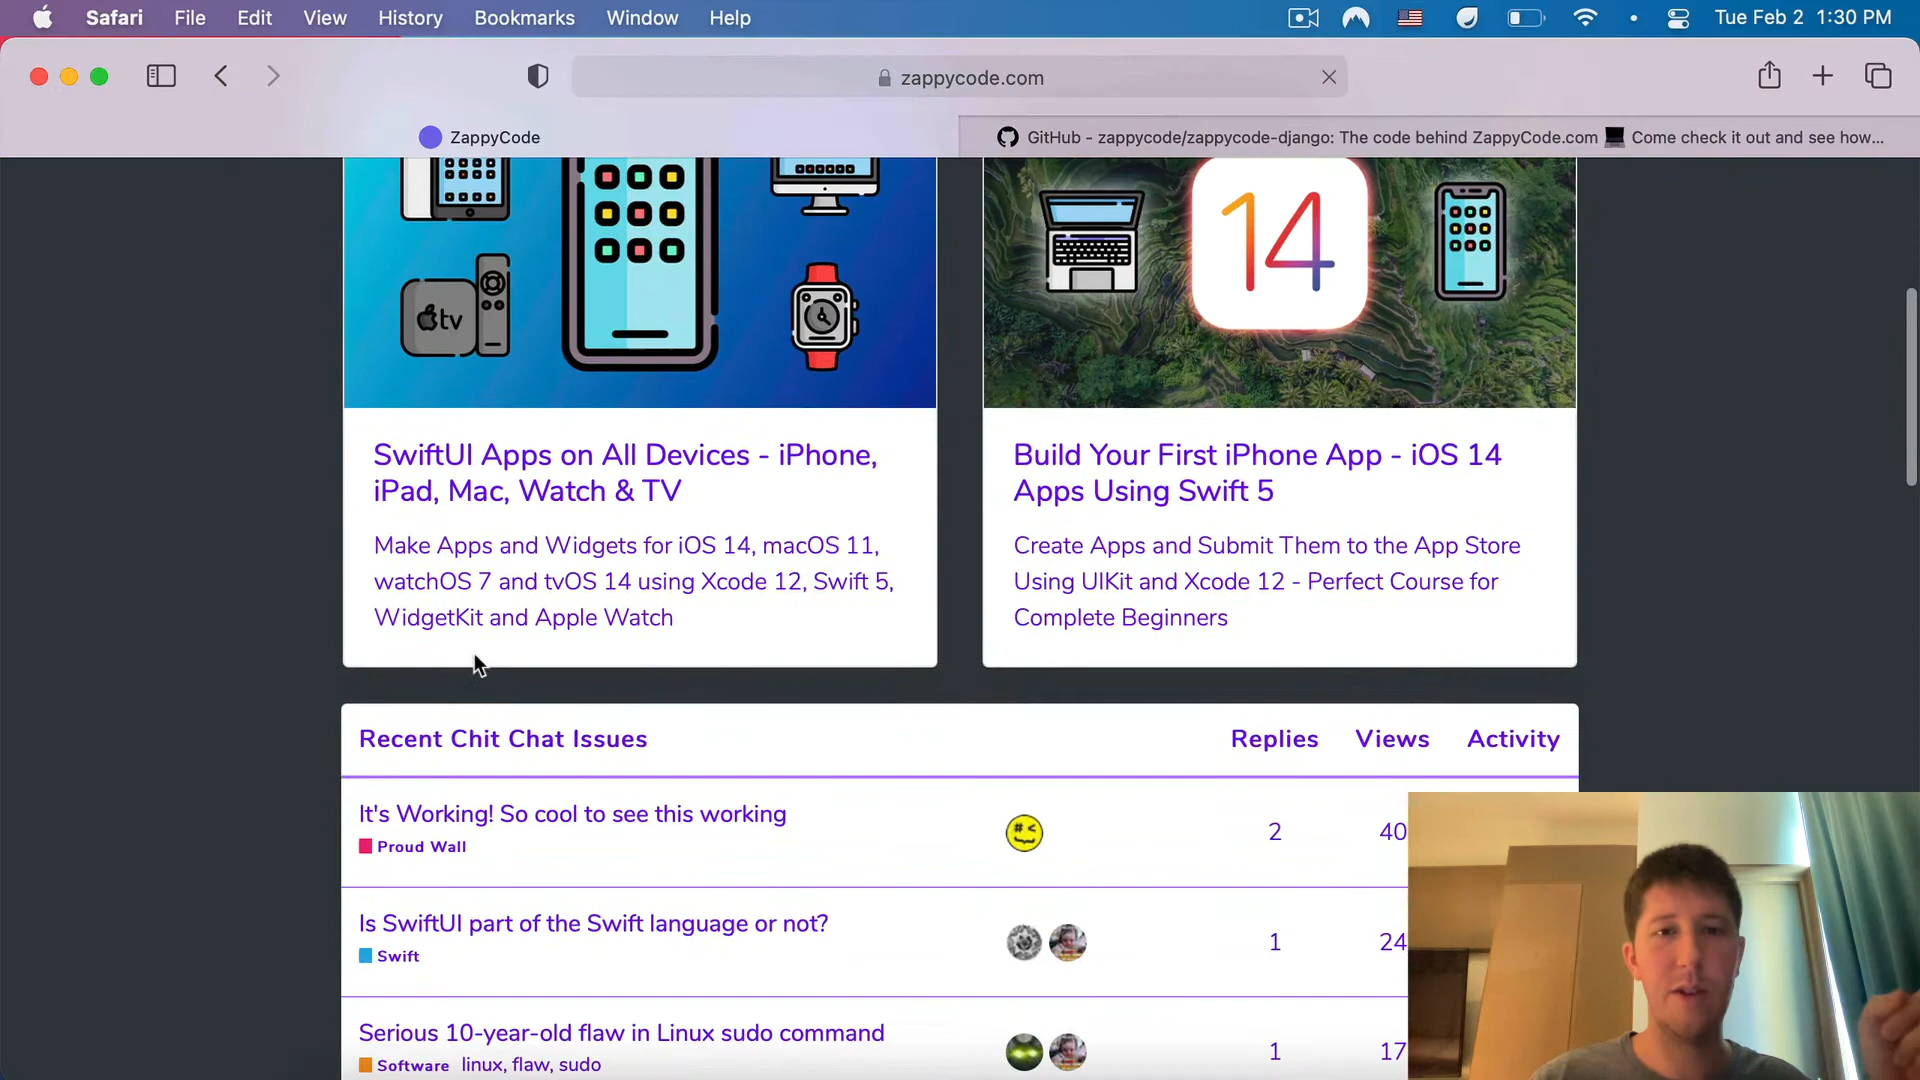 Safari File Edit View History Bookmarks Window Help Tue Feb 2 1:30 PM
zappycode.com
ZappyCode
GitHub - zappycode/zappycode-django: The code behind ZappyCode.com 💻 Come check it out and see how...
tv
14
SwiftUI Apps on All Devices - iPhone,
iPad, Mac, Watch & TV
Make Apps and Widgets for iOS 14, macOS 11,
watchOS 7 and tvOS 14 using Xcode 12, Swift 5,
WidgetKit and Apple Watch
Build Your First iPhone App - iOS 14
Apps Using Swift 5
Create Apps and Submit Them to the App Store
Using UIKit and Xcode 12 - Perfect Course for
Complete Beginners
Recent Chit Chat Issues Replies Views Activity
It's Working! So cool to see this working
Proud Wall
2 40
Is SwiftUI part of the Swift language or not?
Swift
1 24
Serious 10-year-old flaw in Linux sudo command
Software linux, flaw, sudo
1 17